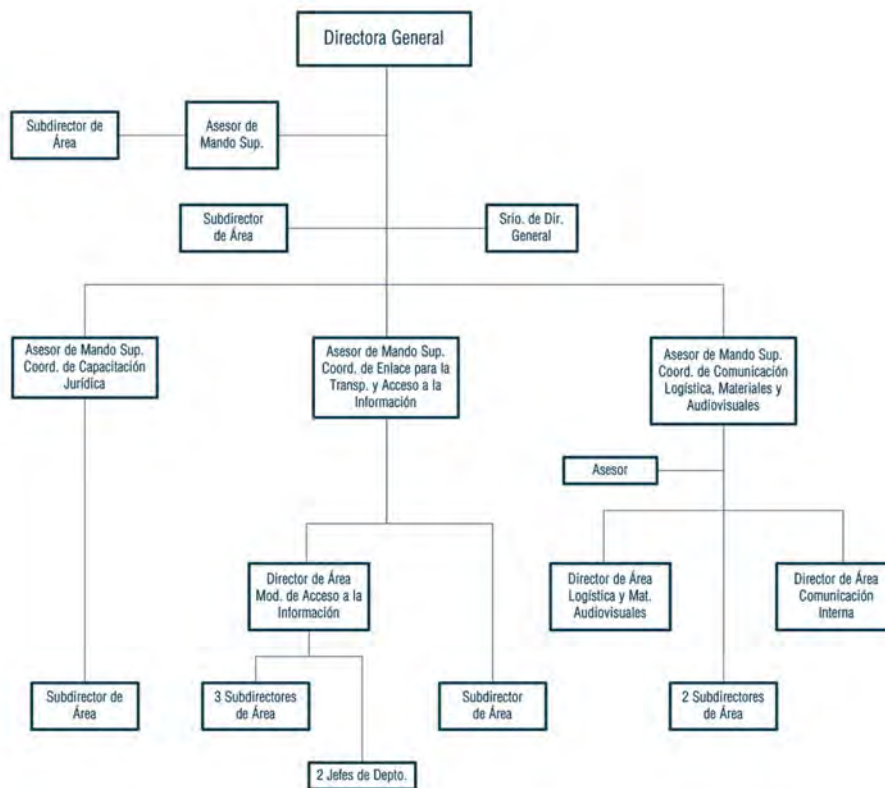 Directora General
Subdirector de
Área
Asesor de
Mando Sup.
Subdirector
de Área
Srio. de Dir.
General
Asesor de Mando Sup.
Coord. de Capacitación
Jurídica
Asesor de Mando Sup.
Coord. de Enlace para la
Transp. y Acceso a la
Información
Asesor de Mando Sup.
Coord. de Comunicación
Logística, Materiales y
Audiovisuales
Asesor
Director de Área
Mod. de Acceso a la
Información
Director de Área
Logística y Mat.
Audiovisuales
Director de Área
Comunicación
Interna
Subdirector de
Área
3 Subdirectores
de Área
Subdirector
de Área
2 Subdirectores
de Área
2 Jefes de Depto.